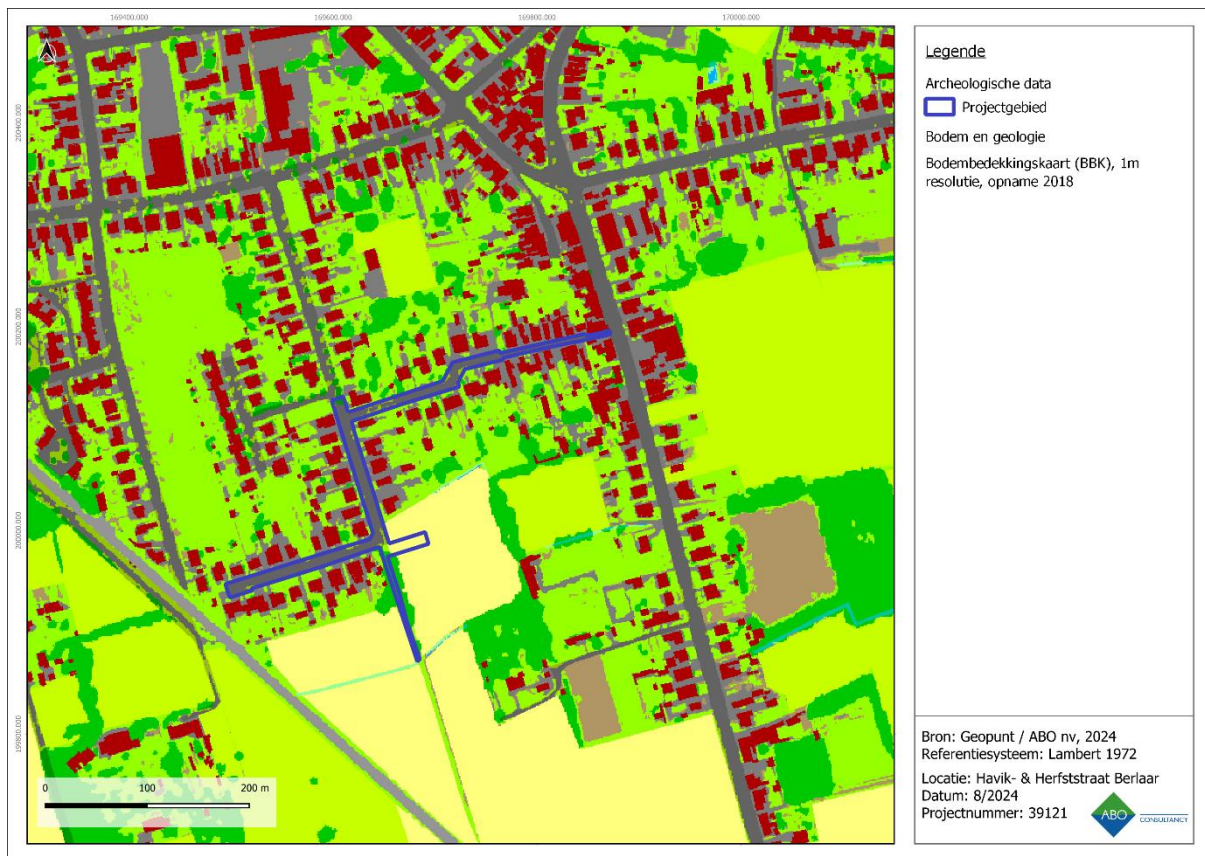 169400.000 169600.000 169800.000 170000.000
200400.000
200200.000
200000.000
199800.000
0 100 200 m
Legende
Archeologische data
Projectgebied
Bodem en geologie
Bodembedekkingskaart (BBK), 1m
resolutie, opname 2018
Bron: Geopunt / ABO nv, 2024
Referentiesysteem: Lambert 1972
Locatie: Havik- & Herfststraat Berlaar
Datum: 8/2024
Projectnummer: 39121
ABO
CONSULTANCY